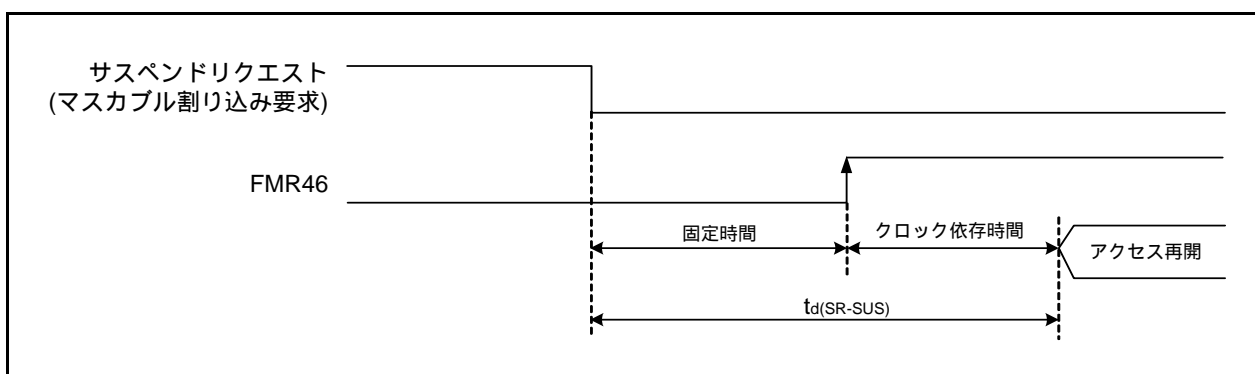 サスペンドリクエスト
(マスカブル割り込み要求)
FMR46
固定時間
クロック依存時間
アクセス再開
td(SR-SUS)